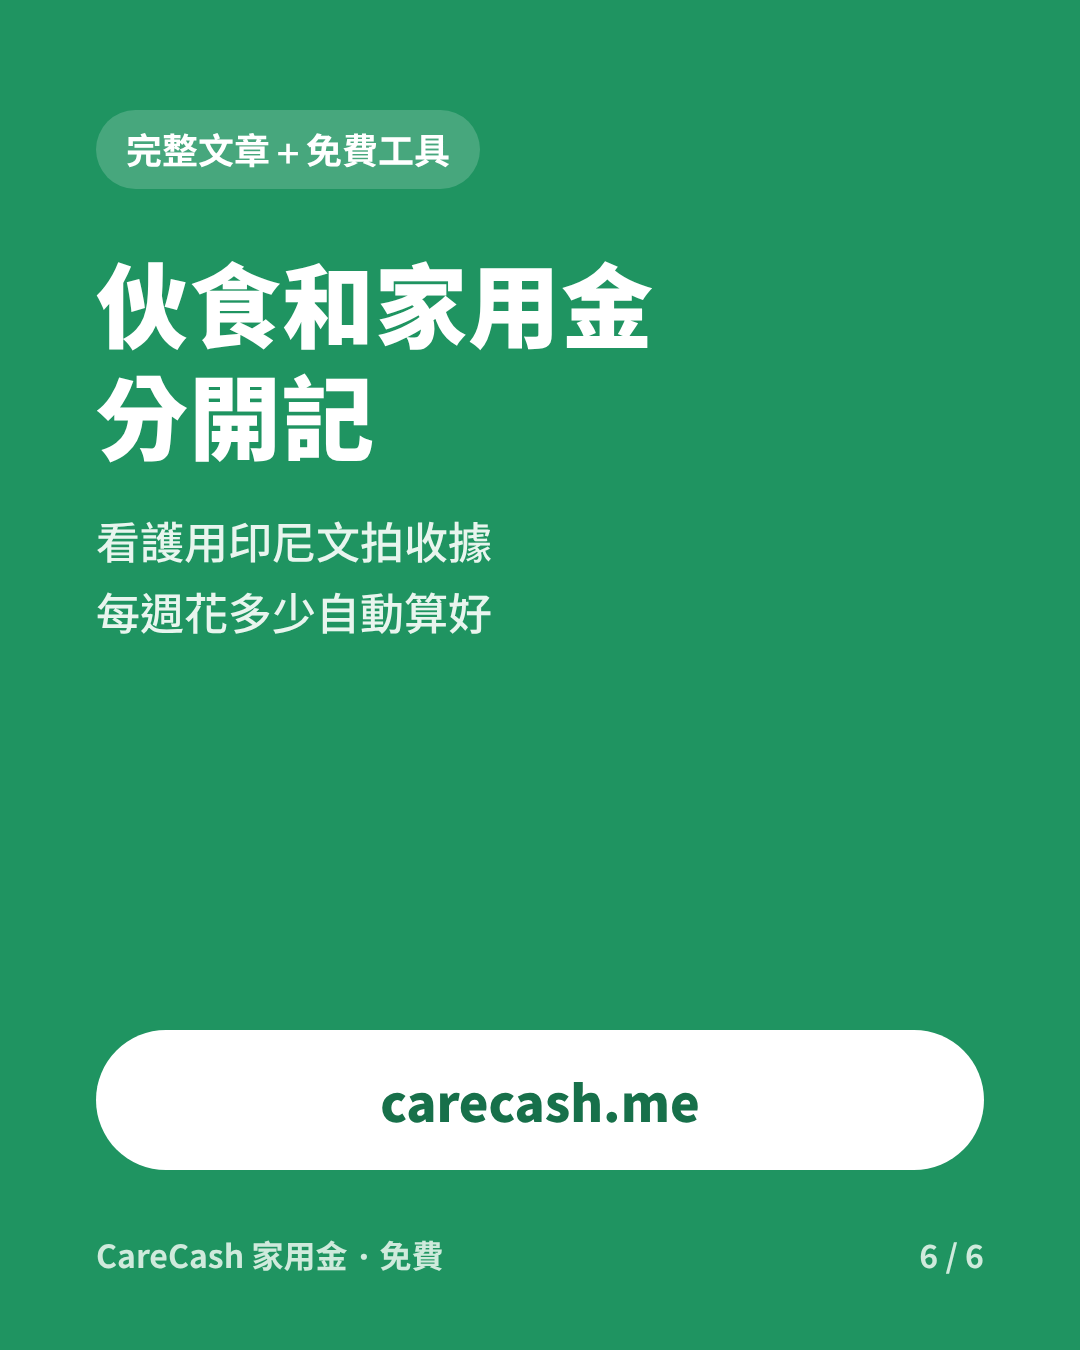 完整文章+免費工具
伙食和家用金
分開記
看護用印尼文拍收據
每週花多少自動算好
carecash.me
CareCash 家用金・免費
6 / 6